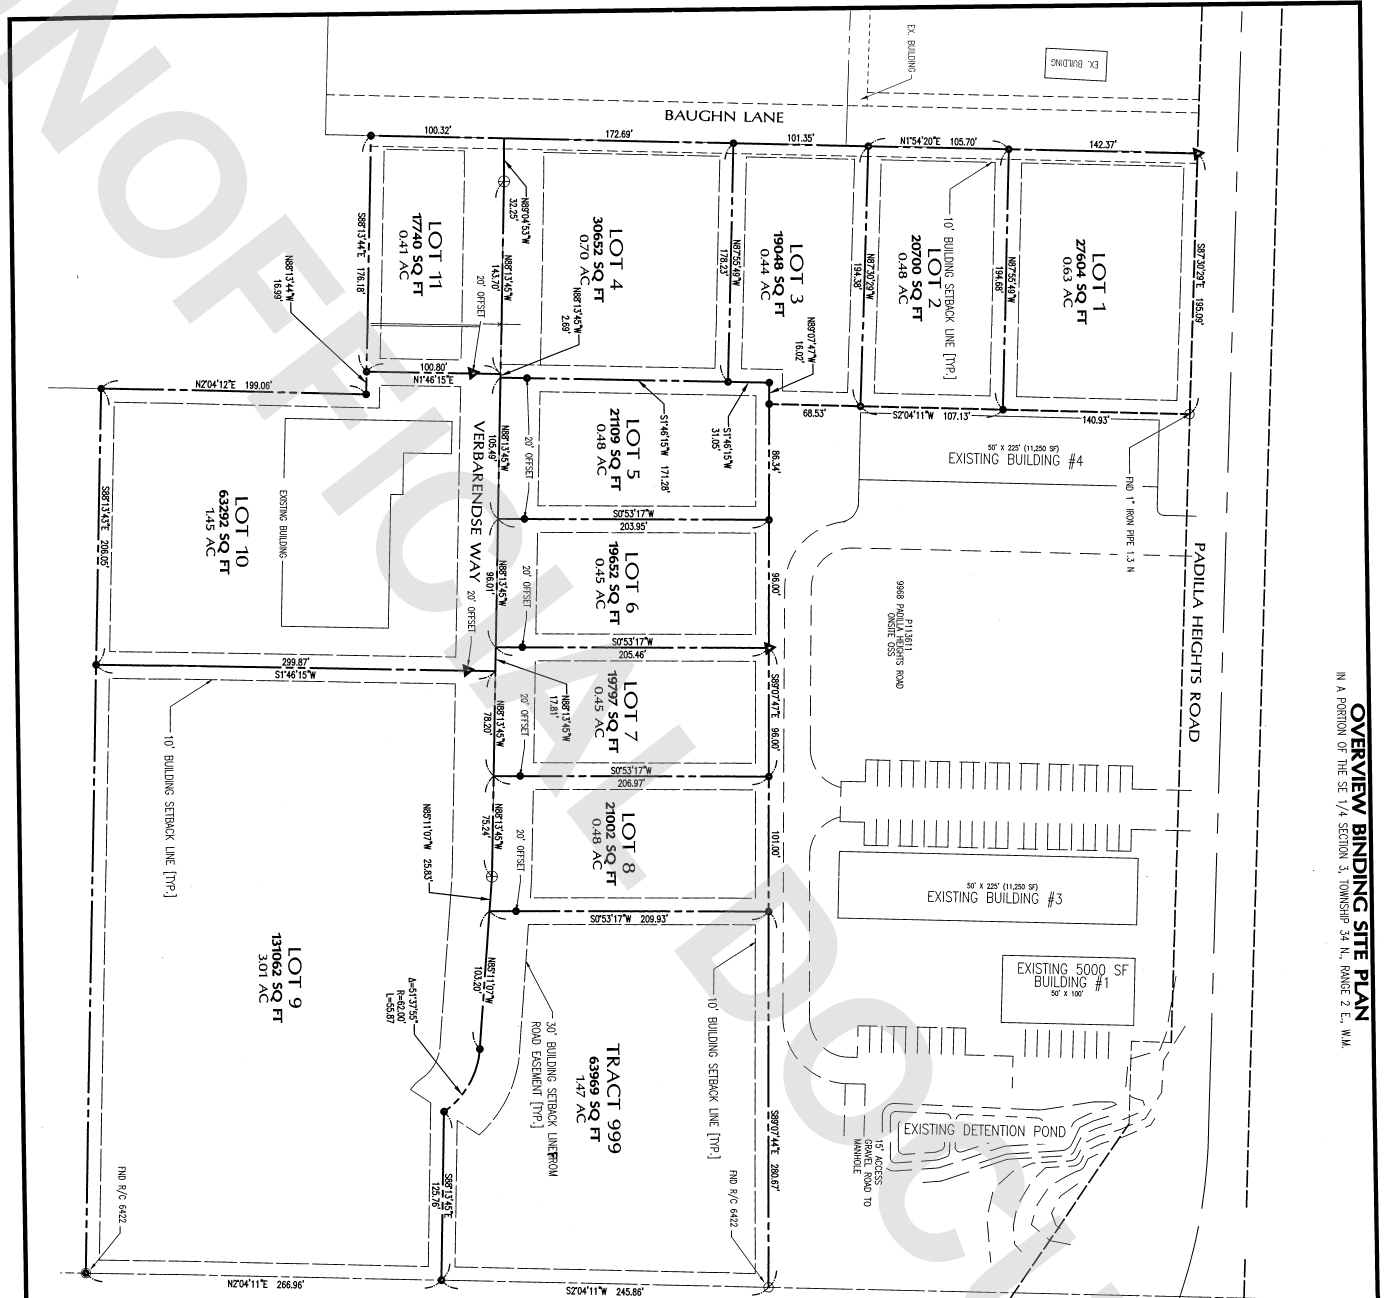 OVERVIEW BINDING SITE PLAN
IN A PORTION OF THE SE 1/4 SECTION 3, TOWNSHIP 34 N., RANGE 2 E., W.M.
UNOFFICIAL DOCU
EX. BUILDING
EX. BUILDING
BAUGHN LANE
PADILLA HEIGHTS ROAD
100.32'
172.69'
101.35'
N1°54'20"E 105.70'
142.37'
LOT 1
27604 SQ FT
0.63 AC
S87°30'29"E 195.09'
N87°55'49"W
194.68'
LOT 2
20700 SQ FT
0.48 AC
10' BUILDING SETBACK LINE [TYP.]
N87°30'29"W
194.38'
LOT 3
19048 SQ FT
0.44 AC
N87°55'49"W
178.23'
N89°07'47"W
16.02'
LOT 4
30652 SQ FT
0.70 AC
N88°13'45"W
2.69'
N89°04'53"W
32.25'
N88°13'45"W
143.70'
20' OFFSET
LOT 11
17740 SQ FT
0.41 AC
S88°13'44"E 176.18'
N88°13'44"W
16.99'
100.80'
N1°46'15"E
N2°04'12"E 199.06'
68.53'
S2°04'11"W 107.13'
140.93'
FND 1" IRON PIPE 1.3 N
50' X 225' (11,250 SF)
EXISTING BUILDING #4
S1°46'15"W
31.05'
S1°46'15"W 171.28'
LOT 5
21109 SQ FT
0.48 AC
86.34'
20' OFFSET
N88°13'45"W
105.49'
VERBARENDSE WAY
S0°53'17"W
203.95'
LOT 6
19652 SQ FT
0.45 AC
96.00'
20' OFFSET
N88°13'45"W
96.01'
20' OFFSET
S0°53'17"W
205.46'
LOT 7
19797 SQ FT
0.45 AC
S89°07'47"E 96.00'
N88°13'45"W
17.81'
20' OFFSET
N88°13'45"W
78.20'
S0°53'17"W
206.97'
LOT 8
21002 SQ FT
0.48 AC
101.00'
20' OFFSET
N88°13'45"W
75.24'
S0°53'17"W 209.93'
N85°11'07"W 25.83'
N85°11'07"W
103.20'
LOT 10
63292 SQ FT
1.45 AC
EXISTING BUILDING
S88°13'43"E 206.05'
299.87'
S1°46'15"W
10' BUILDING SETBACK LINE [TYP.]
LOT 9
131062 SQ FT
3.01 AC
Δ=51°37'55"
R=62.00'
L=55.87
30' BUILDING SETBACK LINE FROM
ROAD EASEMENT [TYP.]
TRACT 999
63969 SQ FT
1.47 AC
10' BUILDING SETBACK LINE [TYP.]
S89°07'44"E 280.67'
S88°13'45"E
125.76'
FND R/C 6422
FND R/C 6422
N2°04'11"E 266.96'
S2°04'11"W 245.86'
P113611
9968 PADILLA HEIGHTS ROAD
ONSITE OSS
50' X 225' (11,250 SF)
EXISTING BUILDING #3
EXISTING 5000 SF
BUILDING #1
50' X 100'
EXISTING DETENTION POND
15' ACCESS
GRAVEL ROAD TO
MANHOLE